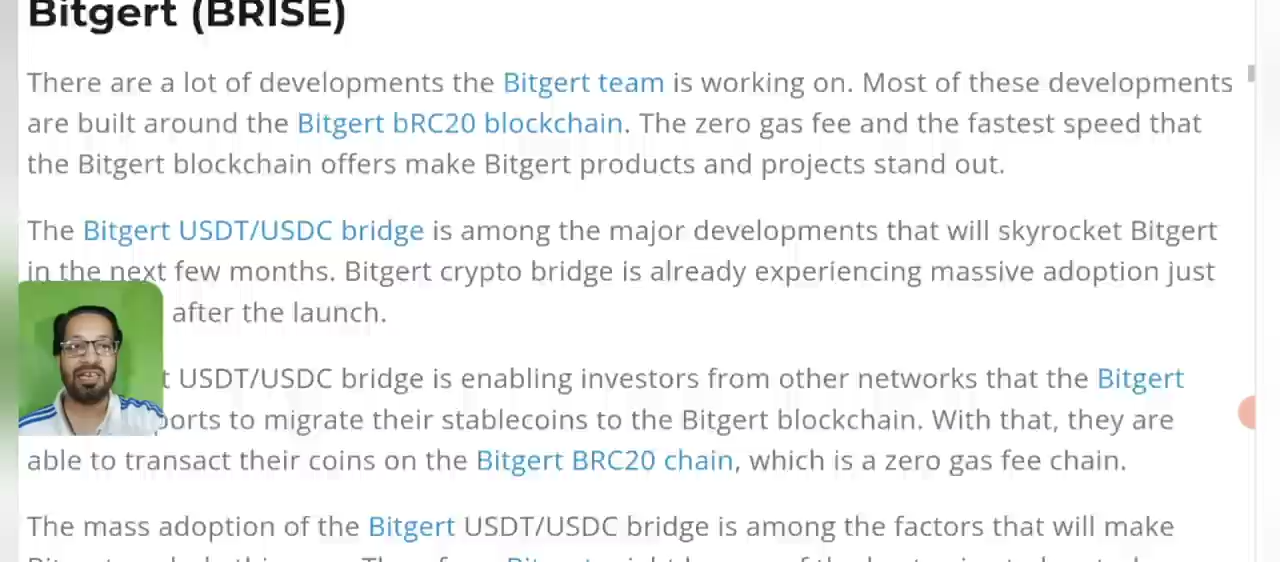 Bitgert (BRISE)
There are a lot of developments the Bitgert team is working on. Most of these developments
are built around the Bitgert bRC20 blockchain. The zero gas fee and the fastest speed that
the Bitgert blockchain offers make Bitgert products and projects stand out.
The Bitgert USDT/USDC bridge is among the major developments that will skyrocket Bitgert
in the next few months. Bitgert crypto bridge is already experiencing massive adoption just
after the launch.
USDT/USDC bridge is enabling investors from other networks that the Bitgert
to migrate their stablecoins to the Bitgert blockchain. With that, they are
able to transact their coins on the Bitgert BRC20 chain, which is a zero gas fee chain.
The mass adoption of the Bitgert USDT/USDC bridge is among the factors that will make